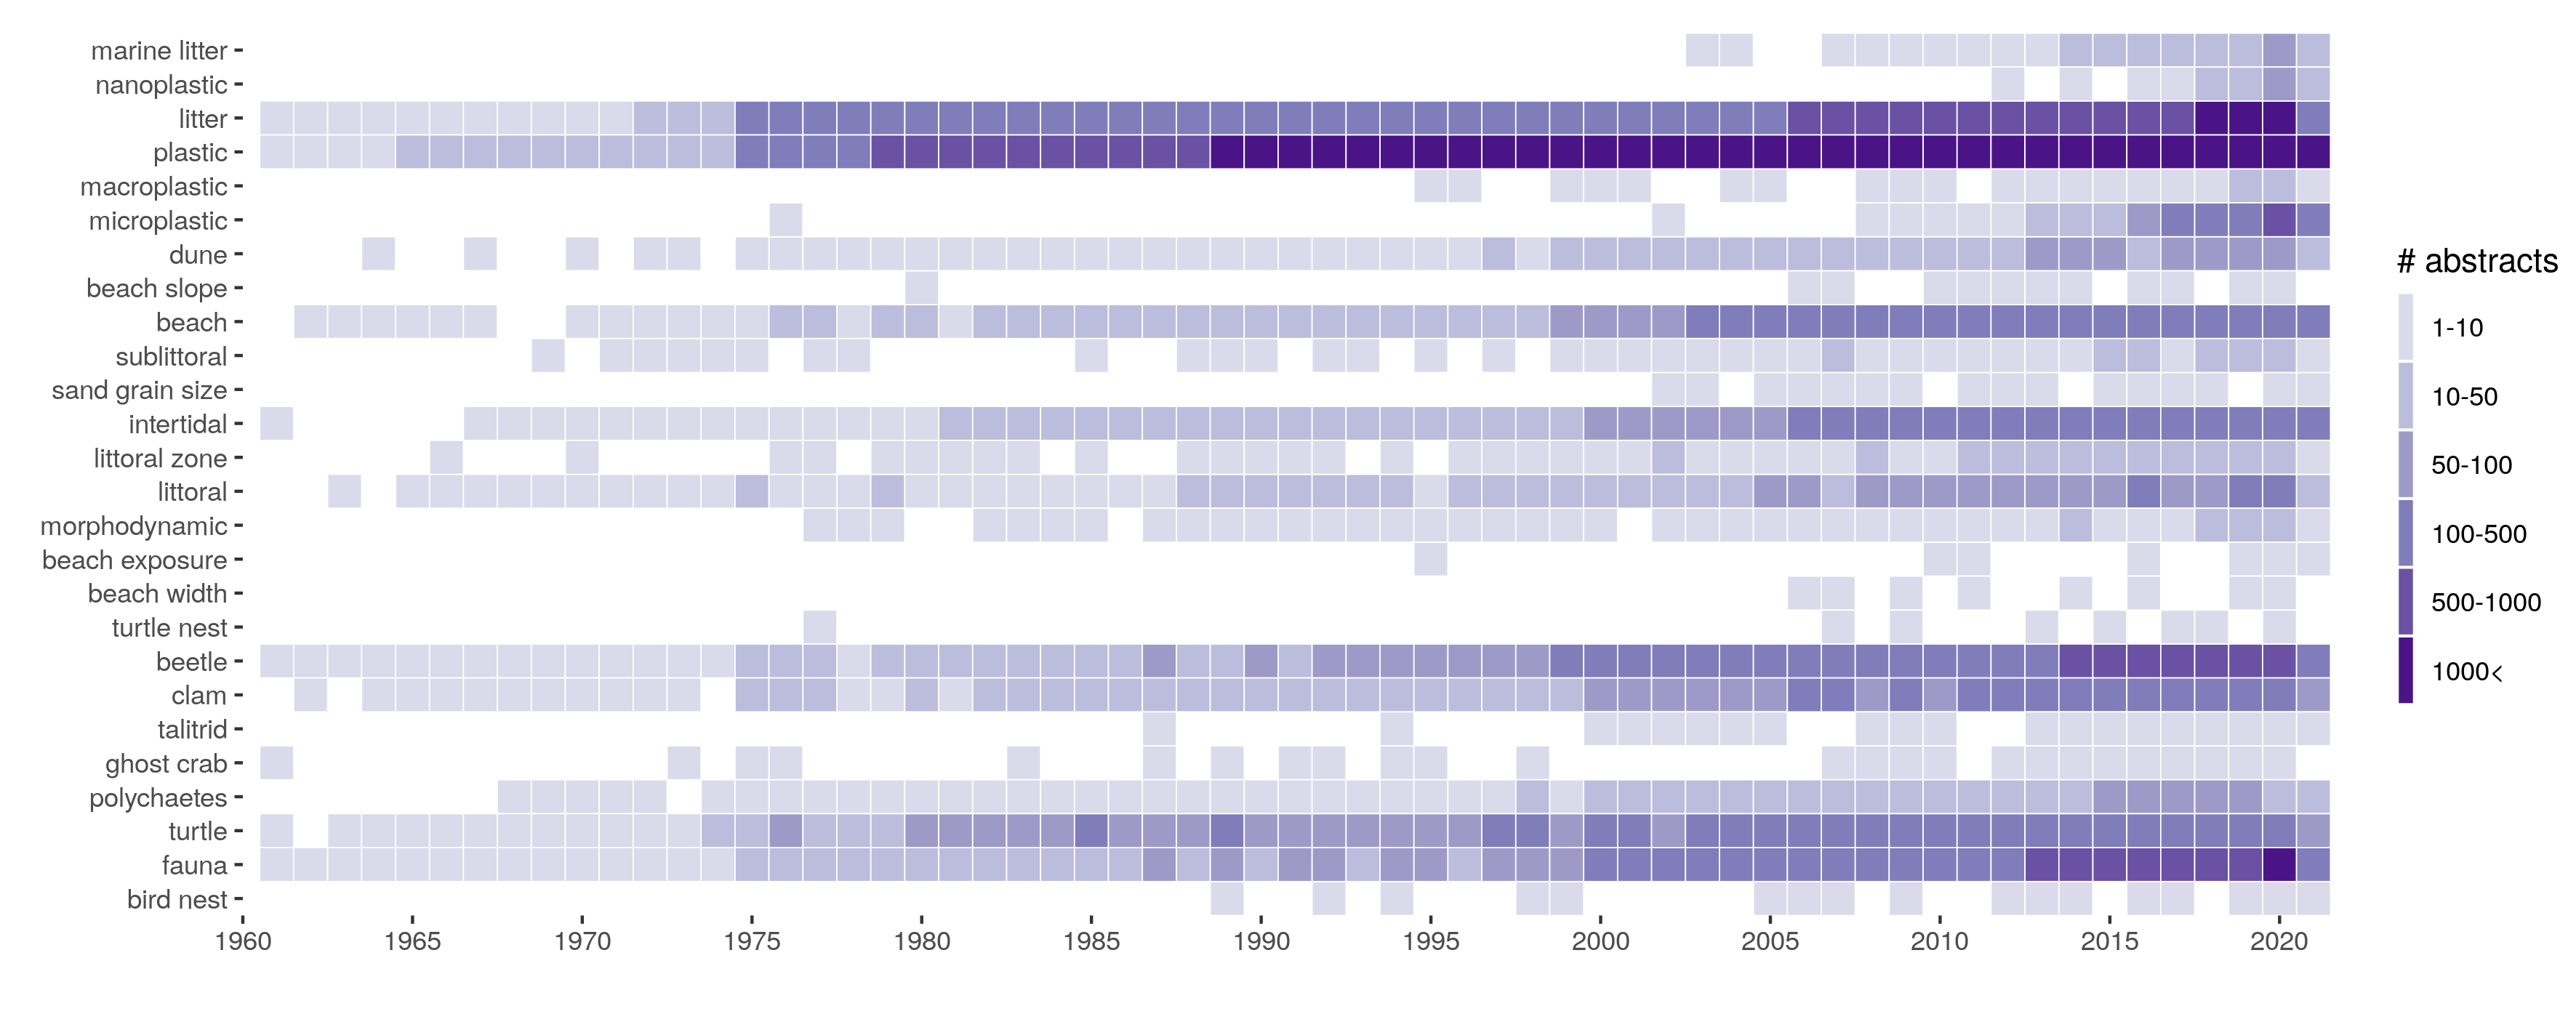 marine litter
nanoplastic
litter
plastic
macroplastic
microplastic
dune
beach slope
beach
sublittoral
sand grain size
intertidal
littoral zone
littoral
morphodynamic
beach exposure
beach width
turtle nest
beetle
clam
talitrid
ghost crab
polychaetes
turtle
fauna
bird nest
1960 1965 1970 1975 1980 1985 1990 1995 2000 2005 2010 2015 2020
# abstracts
1-10
10-50
50-100
100-500
500-1000
1000<